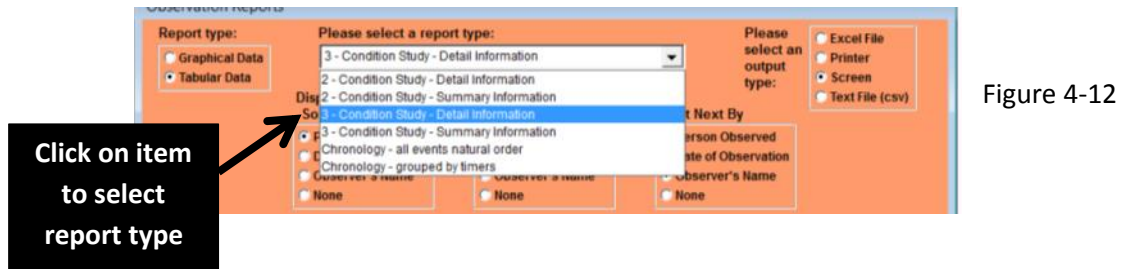 Observation Reports
Report type:
Graphical Data
Tabular Data
Please select a report type:
3 - Condition Study - Detail Information
2 - Condition Study - Detail Information
2 - Condition Study - Summary Information
3 - Condition Study - Detail Information
3 - Condition Study - Summary Information
Chronology - all events natural order
Chronology - grouped by timers
Please
select an
output
type:
Excel File
Printer
Screen
Text File (csv)
Next By
Observer's Name
None
Observer's Name
None
Person Observed
Date of Observation
Observer's Name
None
Click on item
to select
report type
Figure 4-12